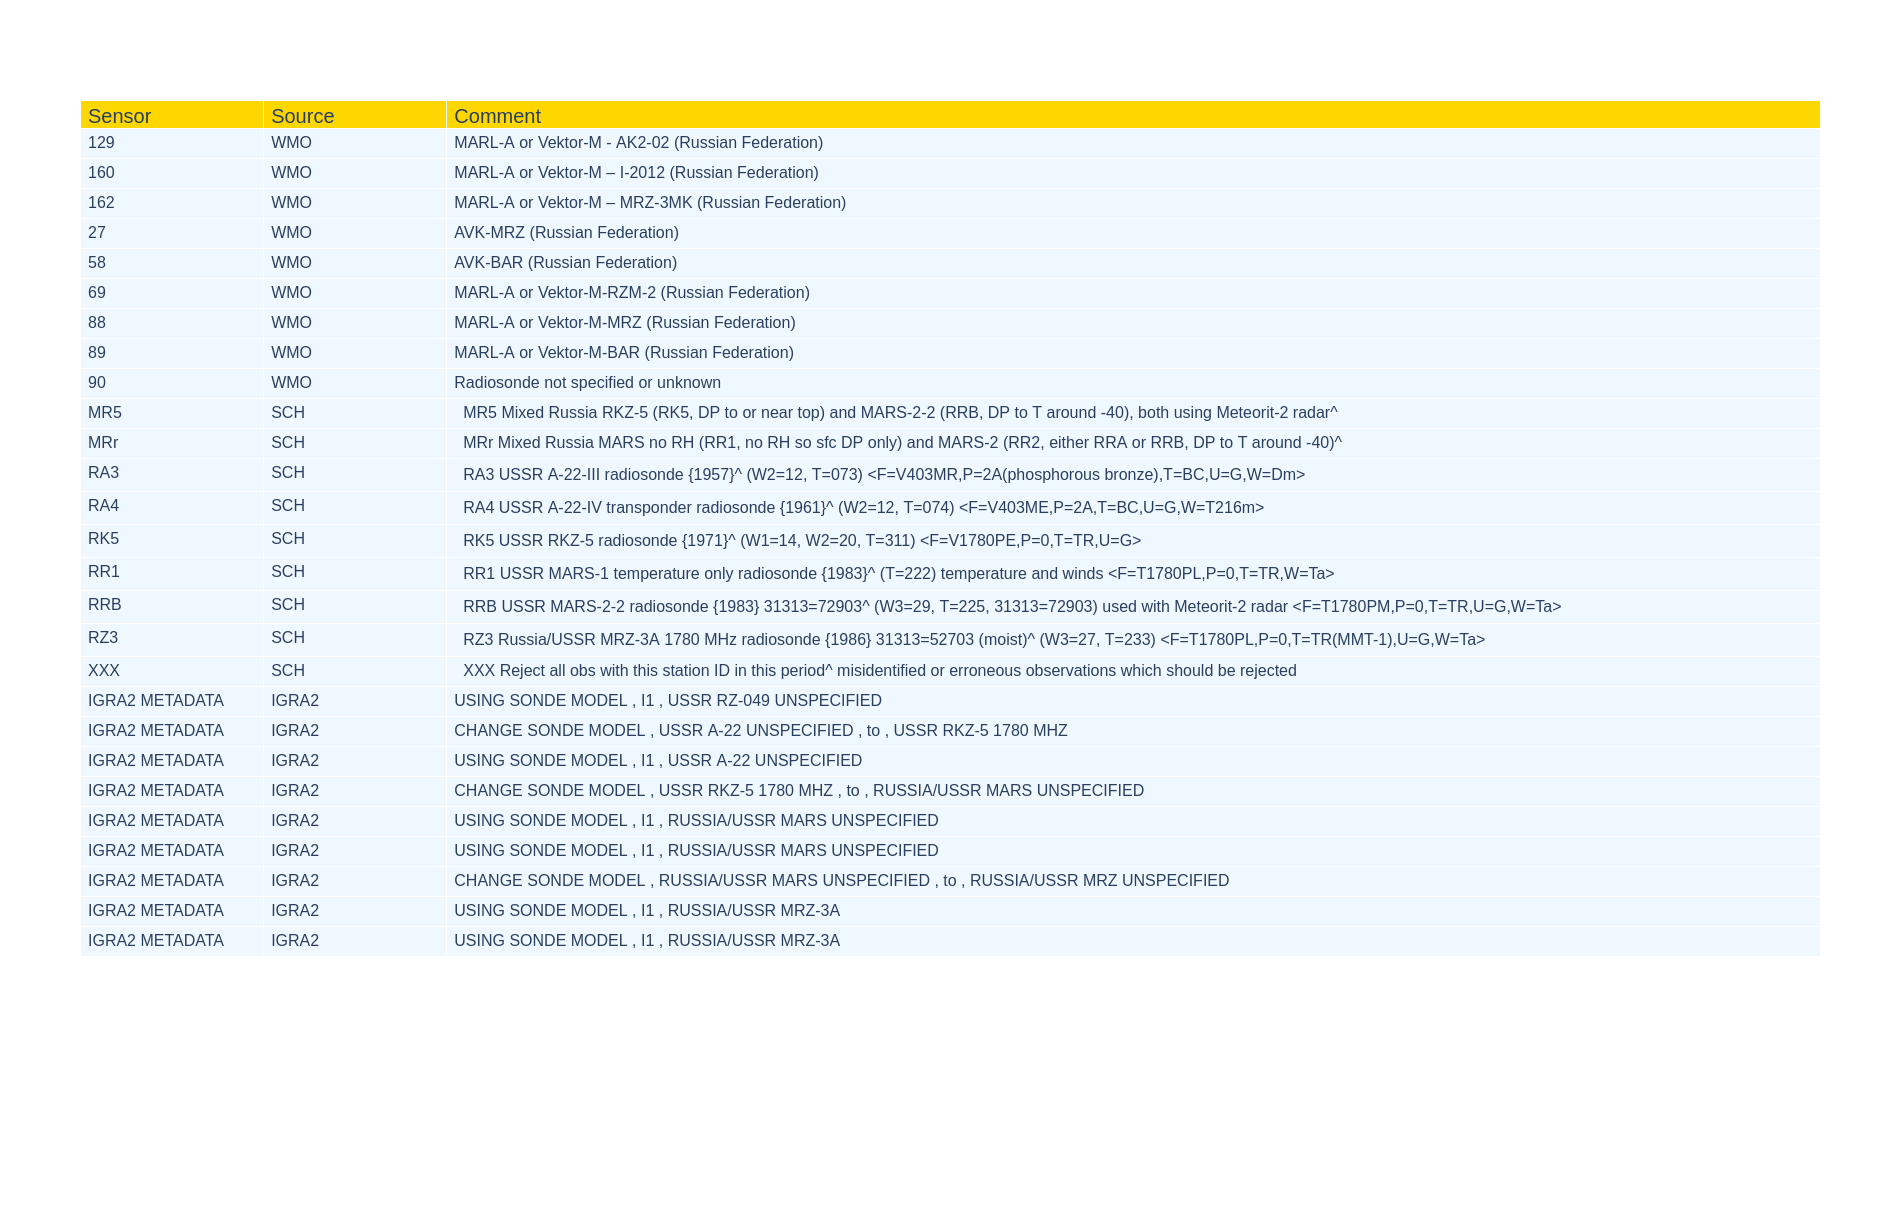 Sensor Source Comment
129 WMO MARL-A or Vektor-M - AK2-02 (Russian Federation)
160 WMO MARL-A or Vektor-M – I-2012 (Russian Federation)
162 WMO MARL-A or Vektor-M – MRZ-3MK (Russian Federation)
27 WMO AVK-MRZ (Russian Federation)
58 WMO AVK-BAR (Russian Federation)
69 WMO MARL-A or Vektor-M-RZM-2 (Russian Federation)
88 WMO MARL-A or Vektor-M-MRZ (Russian Federation)
89 WMO MARL-A or Vektor-M-BAR (Russian Federation)
90 WMO Radiosonde not specified or unknown
MR5 SCH MR5 Mixed Russia RKZ-5 (RK5, DP to or near top) and MARS-2-2 (RRB, DP to T around -40), both using Meteorit-2 radar^
MRr SCH MRr Mixed Russia MARS no RH (RR1, no RH so sfc DP only) and MARS-2 (RR2, either RRA or RRB, DP to T around -40)^
RA3 SCH RA3 USSR A-22-III radiosonde {1957}^ (W2=12, T=073) <F=V403MR,P=2A(phosphorous bronze),T=BC,U=G,W=Dm>
RA4 SCH RA4 USSR A-22-IV transponder radiosonde {1961}^ (W2=12, T=074) <F=V403ME,P=2A,T=BC,U=G,W=T216m>
RK5 SCH RK5 USSR RKZ-5 radiosonde {1971}^ (W1=14, W2=20, T=311) <F=V1780PE,P=0,T=TR,U=G>
RR1 SCH RR1 USSR MARS-1 temperature only radiosonde {1983}^ (T=222) temperature and winds <F=T1780PL,P=0,T=TR,W=Ta>
RRB SCH RRB USSR MARS-2-2 radiosonde {1983} 31313=72903^ (W3=29, T=225, 31313=72903) used with Meteorit-2 radar <F=T1780PM,P=0,T=TR,U=G,W=Ta>
RZ3 SCH RZ3 Russia/USSR MRZ-3A 1780 MHz radiosonde {1986} 31313=52703 (moist)^ (W3=27, T=233) <F=T1780PL,P=0,T=TR(MMT-1),U=G,W=Ta>
XXX SCH XXX Reject all obs with this station ID in this period^ misidentified or erroneous observations which should be rejected
IGRA2 METADATA IGRA2 USING SONDE MODEL , I1 , USSR RZ-049 UNSPECIFIED
IGRA2 METADATA IGRA2 CHANGE SONDE MODEL , USSR A-22 UNSPECIFIED , to , USSR RKZ-5 1780 MHZ
IGRA2 METADATA IGRA2 USING SONDE MODEL , I1 , USSR A-22 UNSPECIFIED
IGRA2 METADATA IGRA2 CHANGE SONDE MODEL , USSR RKZ-5 1780 MHZ , to , RUSSIA/USSR MARS UNSPECIFIED
IGRA2 METADATA IGRA2 USING SONDE MODEL , I1 , RUSSIA/USSR MARS UNSPECIFIED
IGRA2 METADATA IGRA2 USING SONDE MODEL , I1 , RUSSIA/USSR MARS UNSPECIFIED
IGRA2 METADATA IGRA2 CHANGE SONDE MODEL , RUSSIA/USSR MARS UNSPECIFIED , to , RUSSIA/USSR MRZ UNSPECIFIED
IGRA2 METADATA IGRA2 USING SONDE MODEL , I1 , RUSSIA/USSR MRZ-3A
IGRA2 METADATA IGRA2 USING SONDE MODEL , I1 , RUSSIA/USSR MRZ-3A